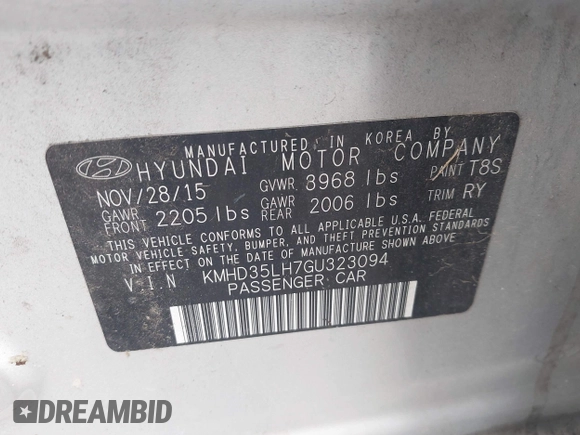 MANUFACTURED IN KOREA BY
HYUNDAI MOTOR COMPANY
NOV/28/15 GVWR 3968 lbs PAINT T8S
GAWR FRONT 2205 lbs GAWR REAR 2006 lbs TRIM RY
THIS VEHICLE CONFORMS TO ALL APPLICABLE U.S.A. FEDERAL
MOTOR VEHICLE SAFETY, BUMPER, AND THEFT PREVENTION STANDARDS
IN EFFECT ON THE DATE OF MANUFACTURE SHOWN ABOVE.
V I N KMHD35LH7GU323094
PASSENGER CAR
DREAMBID